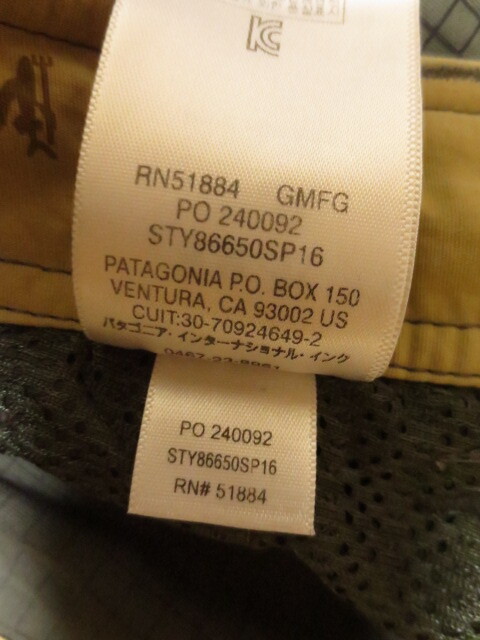 RN51884 GMFG
PO 240092
STY86650SP16
PATAGONIA P.O. BOX 150
VENTURA, CA 93002 US
CUIT:30-70924649-2
パタゴニア・インターナショナル・インク
PO 240092
STY86650SP16
RN# 51884